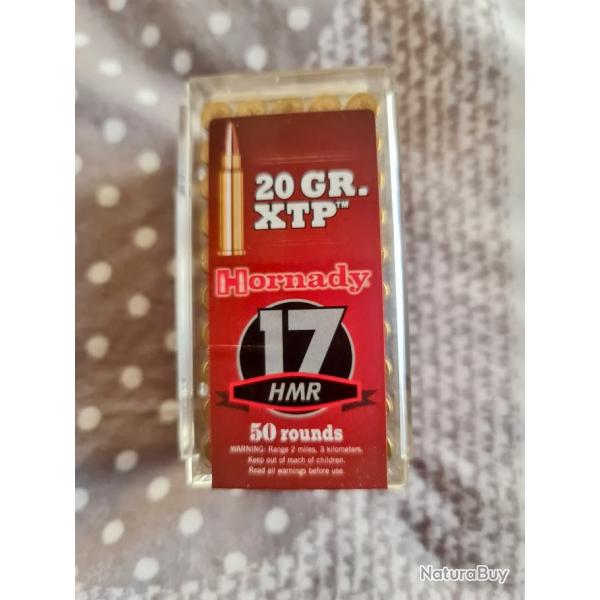 20 GR.
XTP™
Hornady
17
HMR
50 rounds
WARNING: Range 2 miles, 3 kilometers.
Keep out of reach of children.
Read all warnings before use.
NaturaBuy